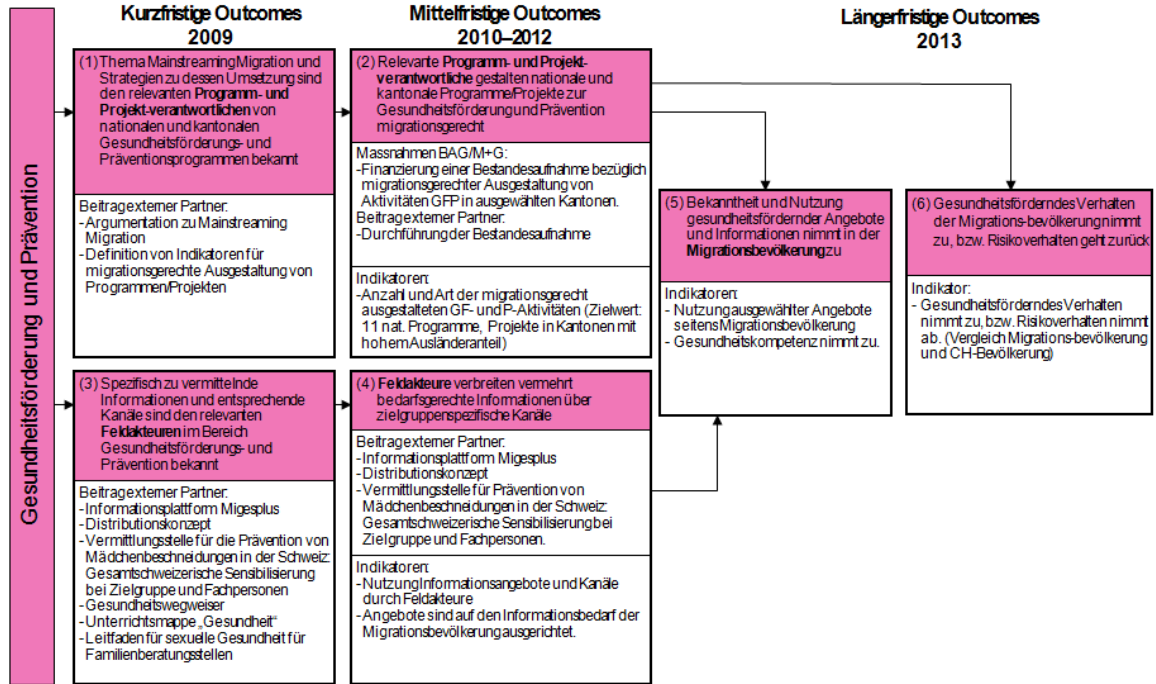 Gesundheitsförderung und Prävention
Kurzfristige Outcomes
2009
(1) Thema Mainstreaming Migration und
Strategien zu dessen Umsetzung sind
den relevanten Programm- und
Projekt-verantwortlichen von
nationalen und kantonalen
Gesundheitsförderungs- und
Präventionsprogrammen bekannt
Beitrag externer Partner:
- Argumentation zu Mainstreaming
Migration
- Definition von Indikatoren für
migrationsgerechte Ausgestaltung von
Programmen/Projekten
(3) Spezifisch zu vermittelnde
Informationen und entsprechende
Kanäle sind den relevanten
Feldakteuren im Bereich
Gesundheitsförderungs- und
Prävention bekannt
Beitrag externer Partner:
- Informationsplattform Migesplus
- Distributionskonzept
- Vermittlungsstelle für die Prävention von
Mädchenbeschneidungen in der Schweiz:
Gesamtschweizerische Sensibilisierung
bei Zielgruppe und Fachpersonen
- Gesundheitswegweiser
- Unterrichtsmappe „Gesundheit“
- Leitfaden für sexuelle Gesundheit für
Familienberatungsstellen
Mittelfristige Outcomes
2010–2012
(2) Relevante Programm- und Projekt-
verantwortliche gestalten nationale und
kantonale Programme/Projekte zur
Gesundheitsförderung und Prävention
migrationsgerecht
Massnahmen BAG/M+G:
- Finanzierung einer Bestandesaufnahme bezüglich
migrationsgerechter Ausgestaltung von
Aktivitäten GFP in ausgewählten Kantonen.
Beitrag externer Partner:
- Durchführung der Bestandesaufnahme
Indikatoren:
- Anzahl und Art der migrationsgerecht
ausgestalteten GF- und P-Aktivitäten (Zielwert:
11 nat. Programme, Projekte in Kantonen mit
hohem Ausländeranteil)
(4) Feldakteure verbreiten vermehrt
bedarfsgerechte Informationen über
zielgruppenspezifische Kanäle
Beitrag externer Partner:
- Informationsplattform Migesplus
- Distributionskonzept
- Vermittlungsstelle für Prävention von
Mädchenbeschneidungen in der Schweiz:
Gesamtschweizerische Sensibilisierung bei
Zielgruppe und Fachpersonen.
Indikatoren:
- Nutzung Informationsangebote und Kanäle
durch Feldakteure
- Angebote sind auf den Informationsbedarf der
Migrationsbevölkerung ausgerichtet.
Längerfristige Outcomes
2013
(5) Bekanntheit und Nutzung
gesundheitsfördernder Angebote
und Informationen nimmt in der
Migrationsbevölkerung zu
Indikatoren:
- Nutzung ausgewählter Angebote
seitens Migrationsbevölkerung
- Gesundheitskompetenz nimmt zu.
(6) Gesundheitsförderndes Verhalten
der Migrations-bevölkerung nimmt
zu, bzw. Risikoverhalten geht zurück
Indikator:
- Gesundheitsförderndes Verhalten
nimmt zu, bzw. Risikoverhalten nimmt
ab. (Vergleich Migrations-bevölkerung
und CH-Bevölkerung)